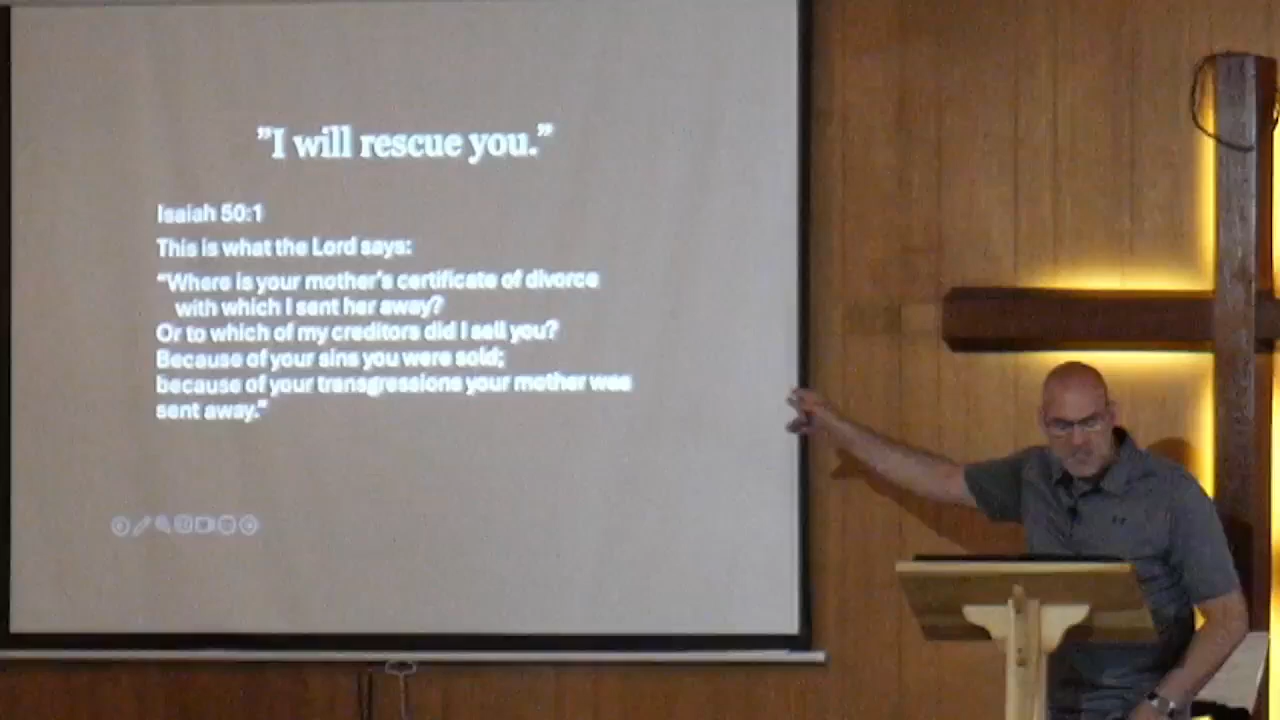 ”I will rescue you.”
Isaiah 50:1
This is what the Lord says:
“Where is your mother’s certificate of divorce
with which I sent her away?
Or to which of my creditors did I sell you?
Because of your sins you were sold;
because of your transgressions your mother was
sent away.”